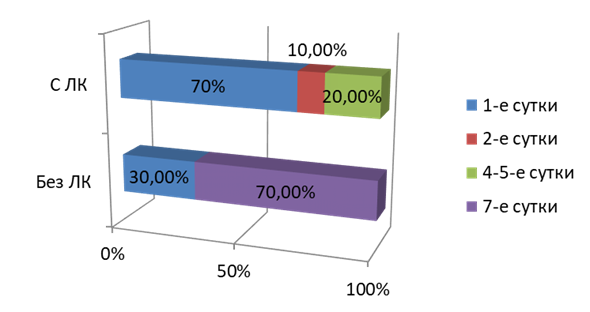 10,00%
С ЛК
70%
20,00%
Без ЛК
30,00%
70,00%
0%
50%
100%
1-е сутки
2-е сутки
4-5-е сутки
7-е сутки